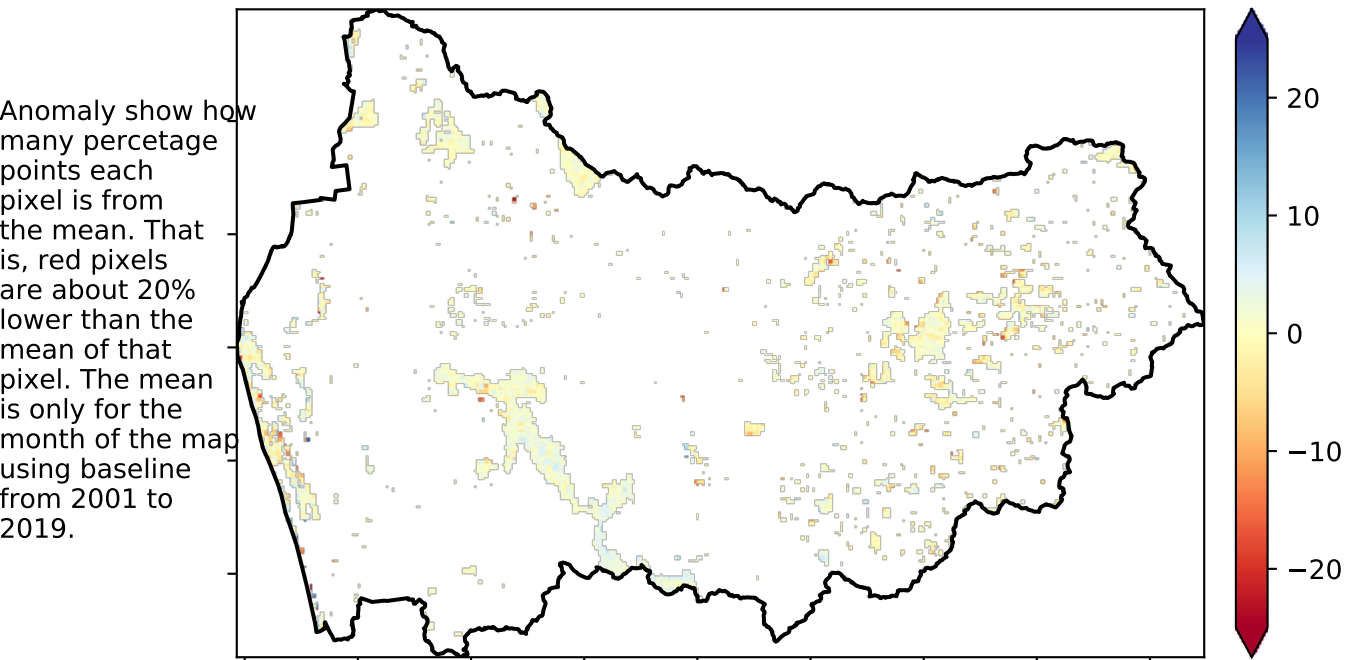 Anomaly show how
many percetage
points each
pixel is from
the mean. That
is, red pixels
are about 20%
lower than the
mean of that
pixel. The mean
is only for the
month of the map
using baseline
from 2001 to
2019.
20
10
0
−10
−20